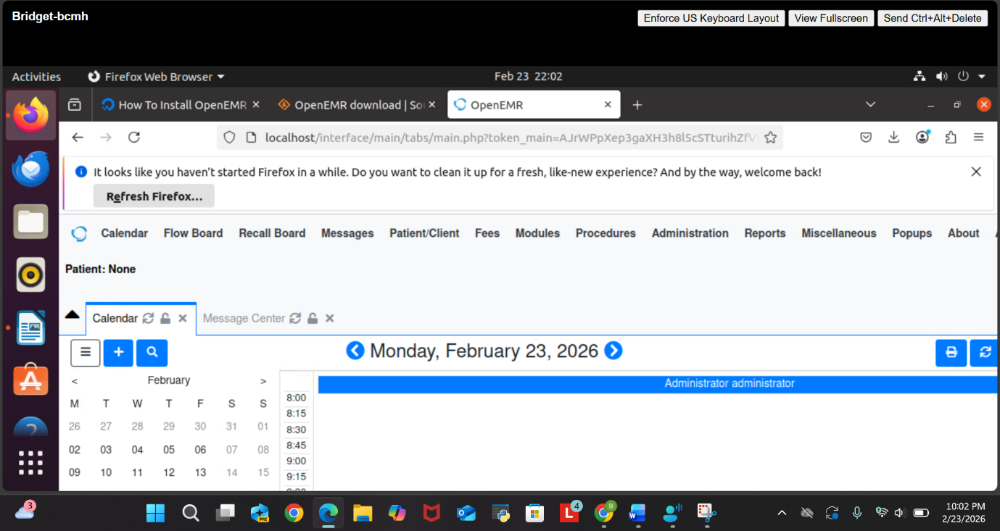 Bridget-bcmh
Enforce US Keyboard Layout View Fullscreen Send Ctrl+Alt+Delete
Activities Firefox Web Browser Feb 23 22:02
How To Install OpenEMR OpenEMR download | Sou OpenEMR
localhost/interface/main/tabs/main.php?token_main=AJrWPpXep3gaXH3h8l5cSTturihZfV
It looks like you haven't started Firefox in a while. Do you want to clean it up for a fresh, like-new experience? And by the way, welcome back!
Refresh Firefox...
Calendar Flow Board Recall Board Messages Patient/Client Fees Modules Procedures Administration Reports Miscellaneous Popups About
Patient: None
Calendar Message Center
Monday, February 23, 2026
< February >
Administrator administrator
M T W T F S S
8:00
8:15
26 27 28 29 30 31 01
8:30
02 03 04 05 06 07 08
8:45
9:00
09 10 11 12 13 14 15
9:15
3
PRE
L 4
B
W
10:02 PM
2/23/2026